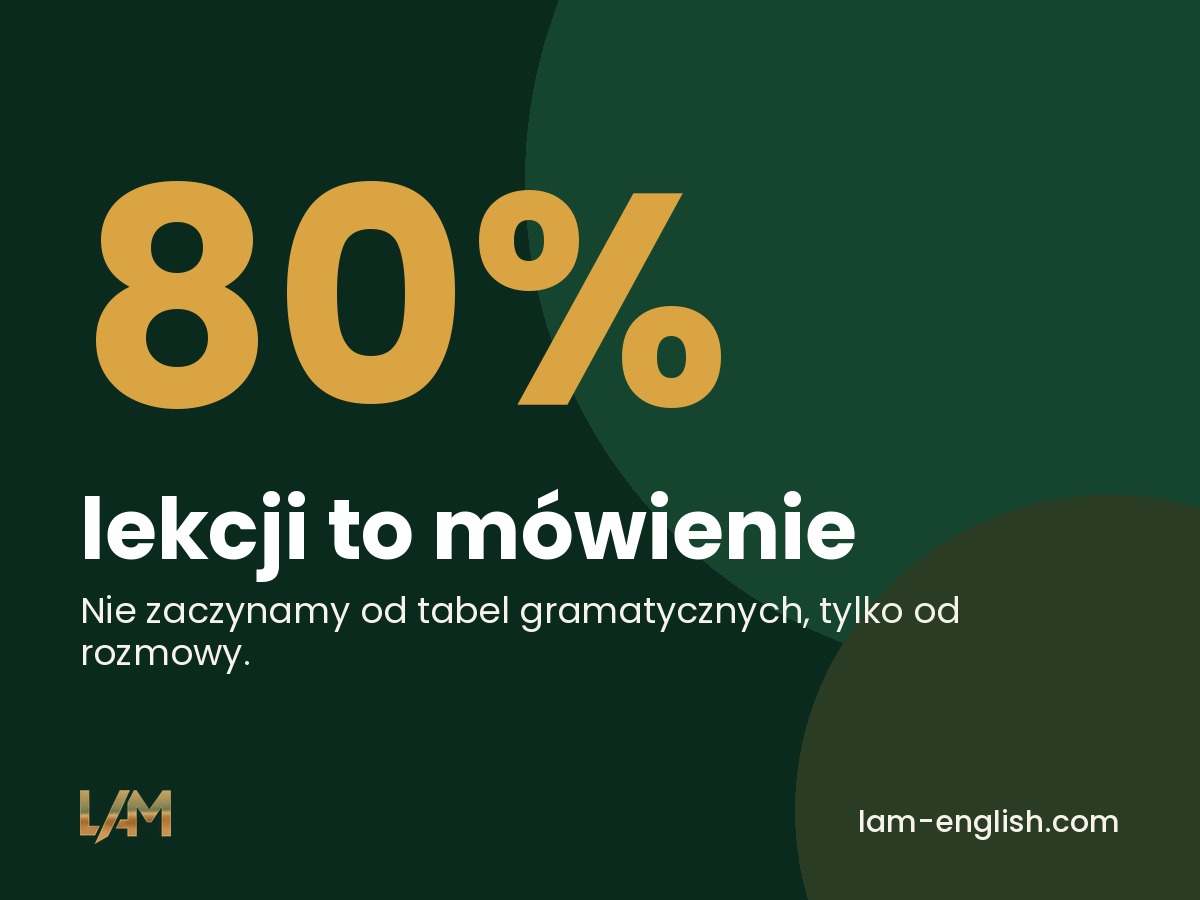 80%
lekcji to mówienie
Nie zaczynamy od tabel gramatycznych, tylko od
rozmowy.
LAM
lam-english.com